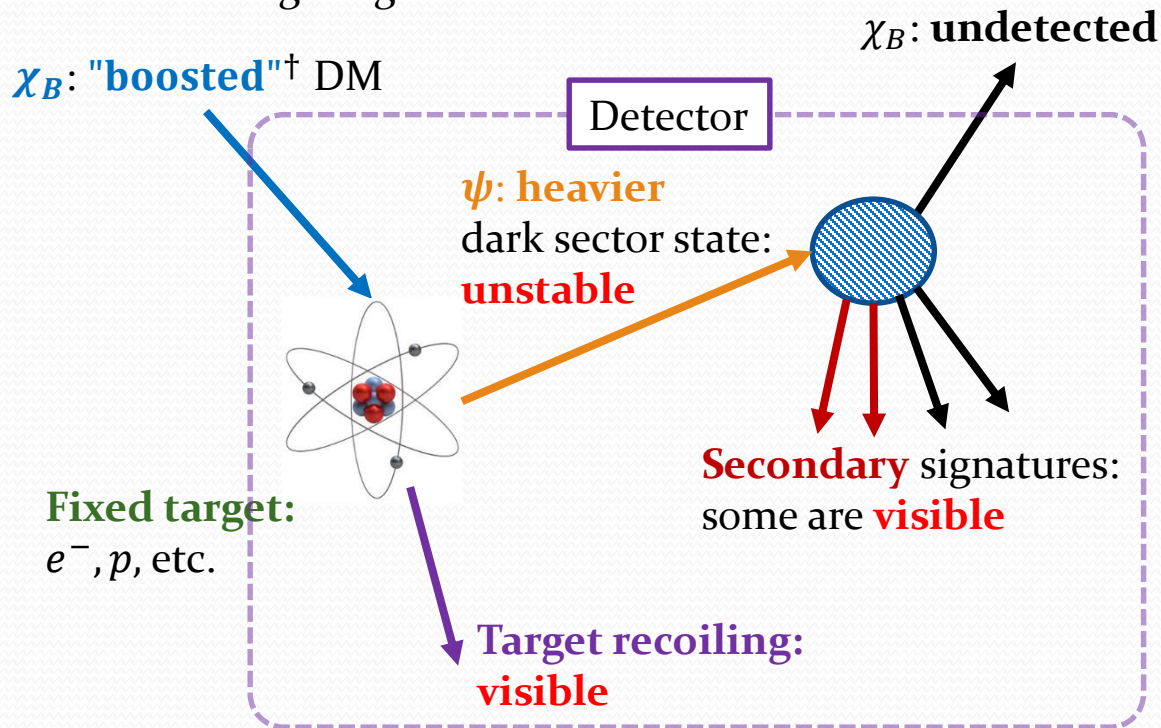 χ_B: undetected
χ_B: "boosted"† DM
Detector
ψ: heavier
dark sector state:
unstable
Secondary signatures:
some are visible
Fixed target:
e⁻, p, etc.
Target recoiling:
visible